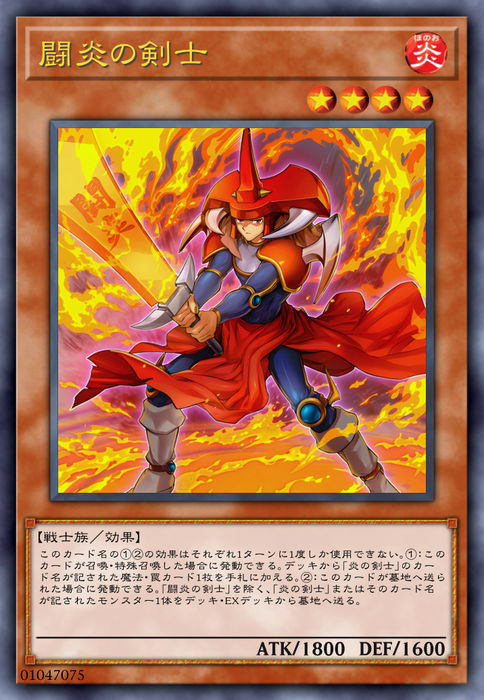 闘炎の剣士
ほのお
炎
闘炎
【戦士族／効果】
このカード名の①②の効果はそれぞれ1ターンに1度しか使用できない。①：この
カードが召喚・特殊召喚した場合に発動できる。デッキから「炎の剣士」のカー
ド名が記された魔法・罠カード1枚を手札に加える。②：このカードが墓地へ送ら
れた場合に発動できる。「闘炎の剣士」を除く、「炎の剣士」またはそのカード名
が記されたモンスター1体をデッキ・EXデッキから墓地へ送る。
ATK/1800 DEF/1600
01047075